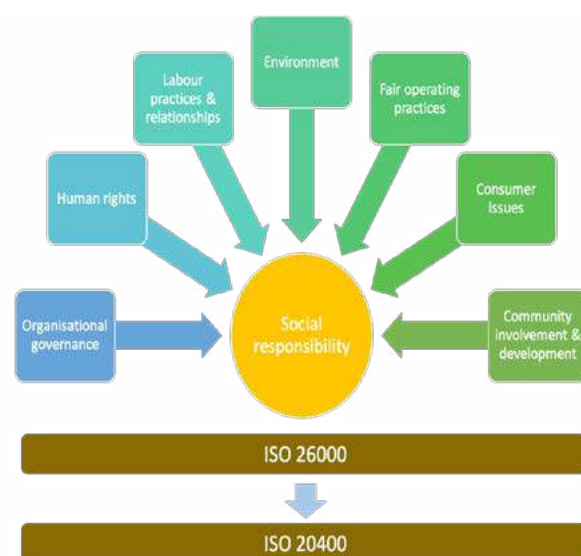 Environment
Labour
practices &
relationships
Fair operating
practices
Human rights
Consumer
issues
Organisational
governance
Social
responsibility
Community
involvement &
development
ISO 26000
ISO 20400